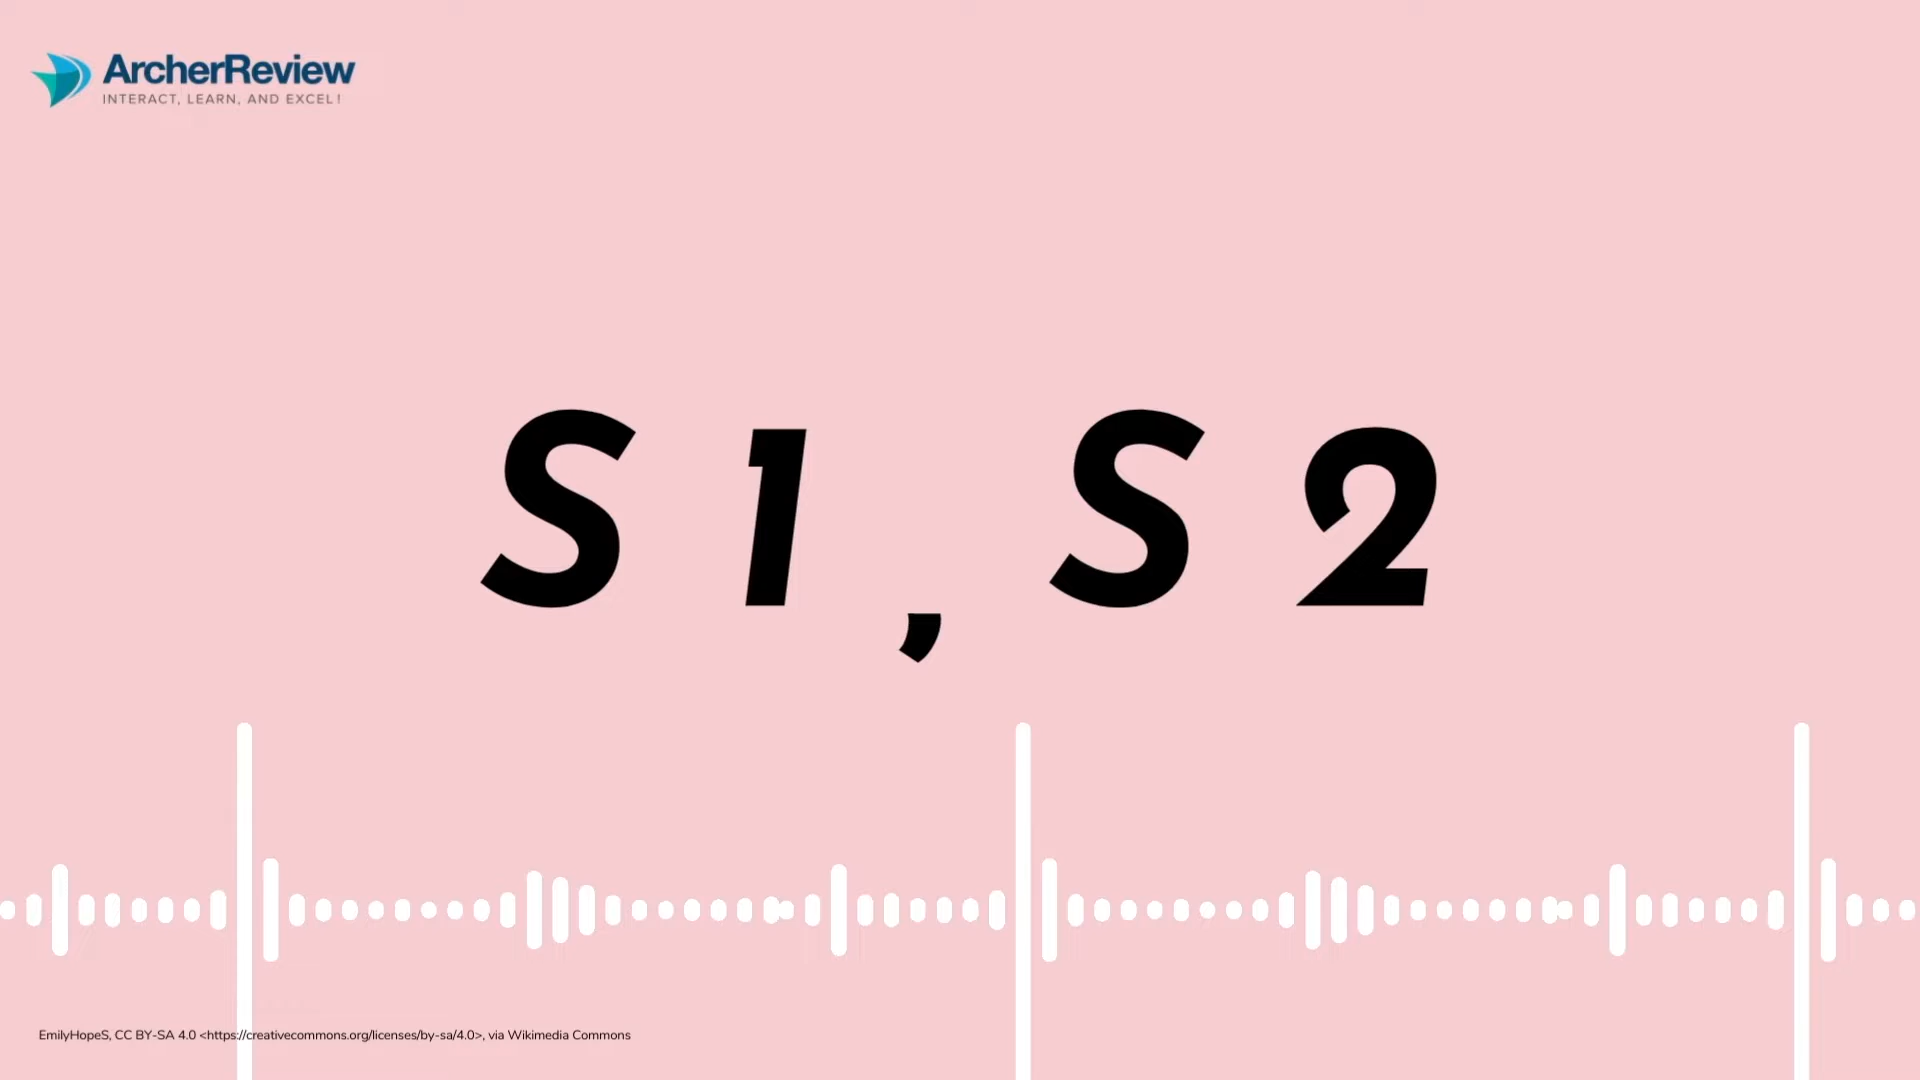 ArcherReview
INTERACT, LEARN, AND EXCEL!
S1, S2
EmilyHopeS, CC BY-SA 4.0 <https://creativecommons.org/licenses/by-sa/4.0>, via Wikimedia Commons